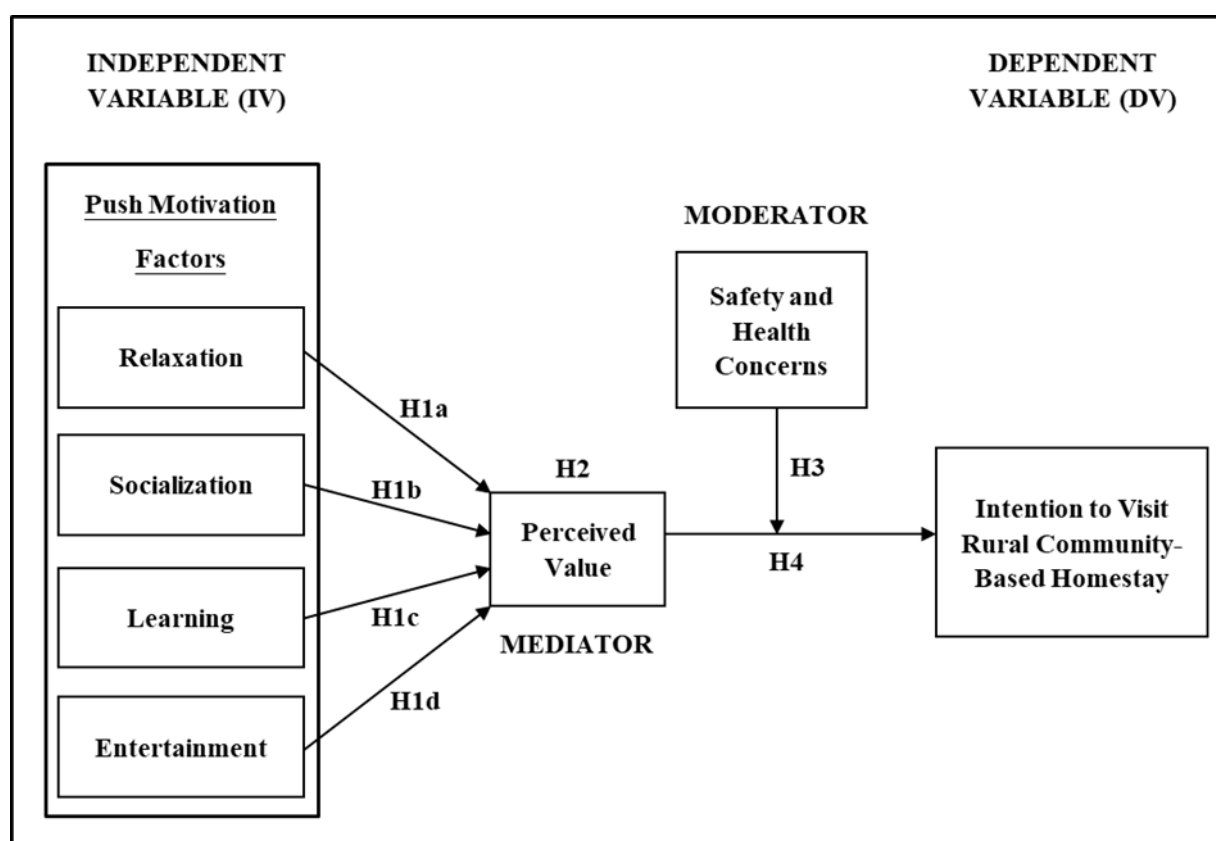 INDEPENDENT
VARIABLE (IV)
DEPENDENT
VARIABLE (DV)
Push Motivation
Factors
Relaxation
Socialization
Learning
Entertainment
H1a
H1b
H1c
H1d
H2
Perceived
Value
MEDIATOR
MODERATOR
Safety and
Health
Concerns
H3
H4
Intention to Visit
Rural Community-
Based Homestay